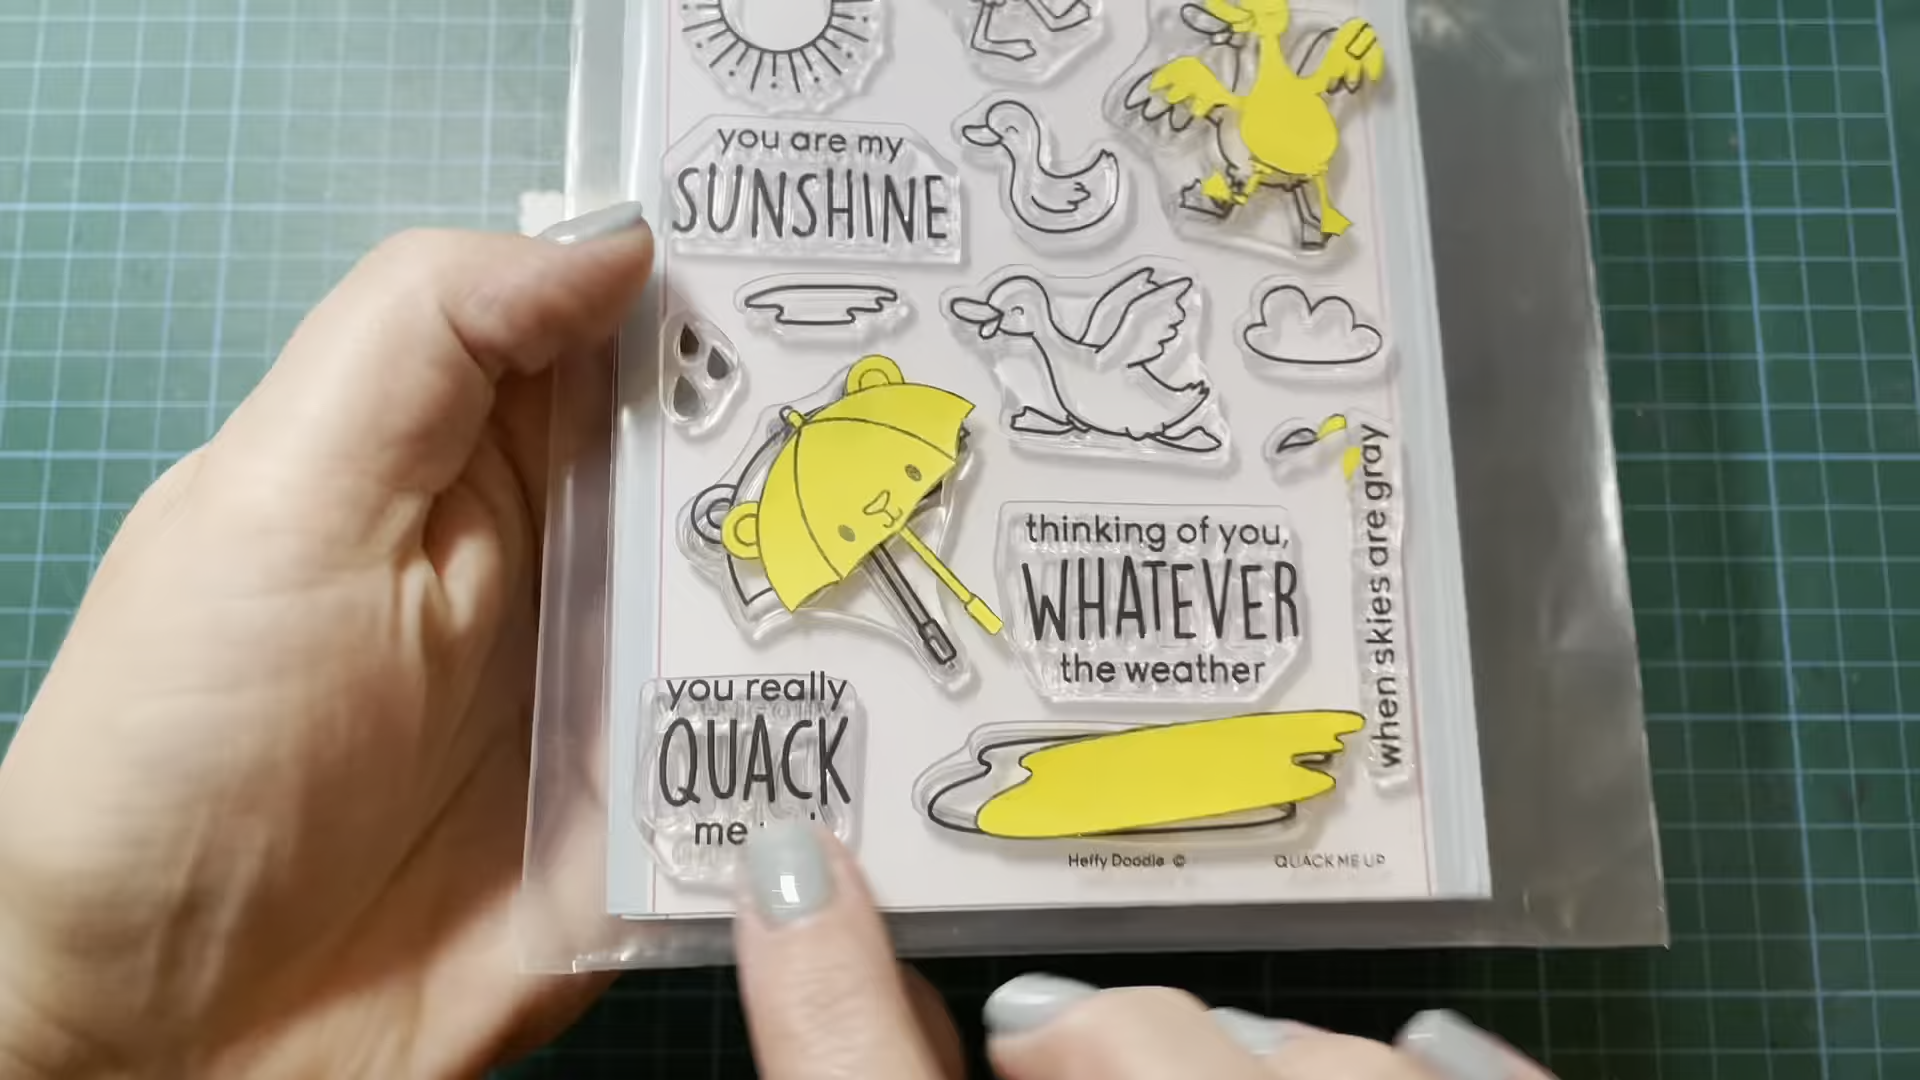 you are my
SUNSHINE
thinking of you,
WHATEVER
the weather
when skies are gray
you really
QUACK
me
Heffy Doodle ©
QUACK ME UP